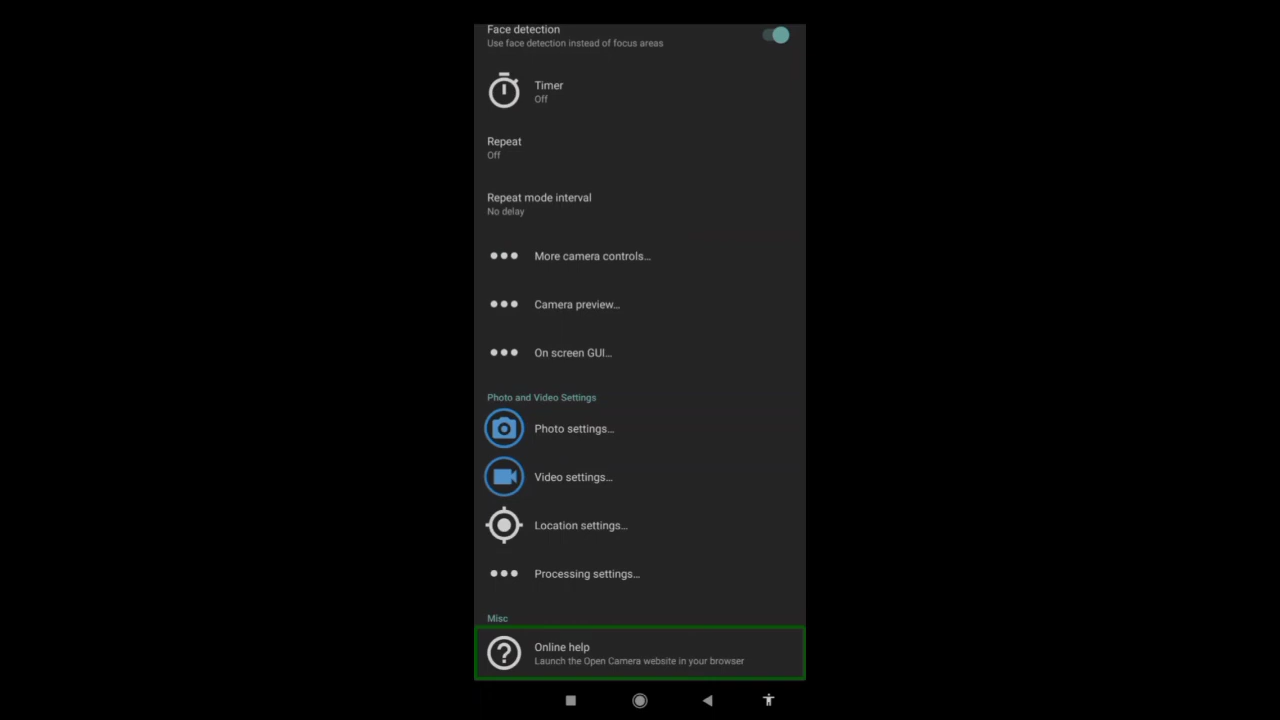 Face detection
Use face detection instead of focus areas
Timer
Off
Repeat
Off
Repeat mode interval
No delay
More camera controls...
Camera preview...
On screen GUI...
Photo and Video Settings
Photo settings...
Video settings...
Location settings...
Processing settings...
Misc
Online help
Launch the Open Camera website in your browser